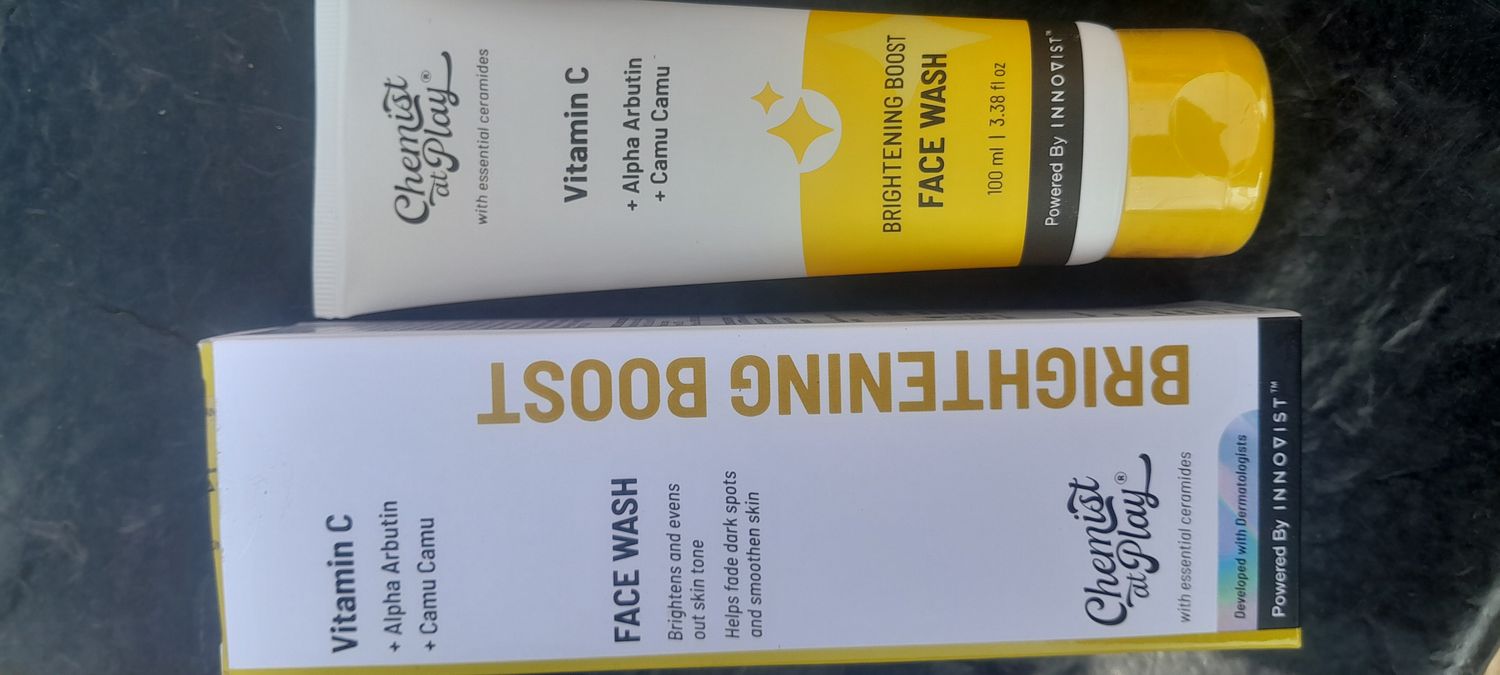 Chemist
at Play®
with essential ceramides
Vitamin C
+ Alpha Arbutin
+ Camu Camu
BRIGHTENING BOOST
FACE WASH
100 ml | 3.38 fl oz
Powered By INNOVIST™
BRIGHTENING BOOST
Vitamin C
+ Alpha Arbutin
+ Camu Camu
FACE WASH
Brightens and evens
out skin tone
Helps fade dark spots
and smoothen skin
Chemist
at Play®
with essential ceramides
Developed with Dermatologists
Powered By INNOVIST™